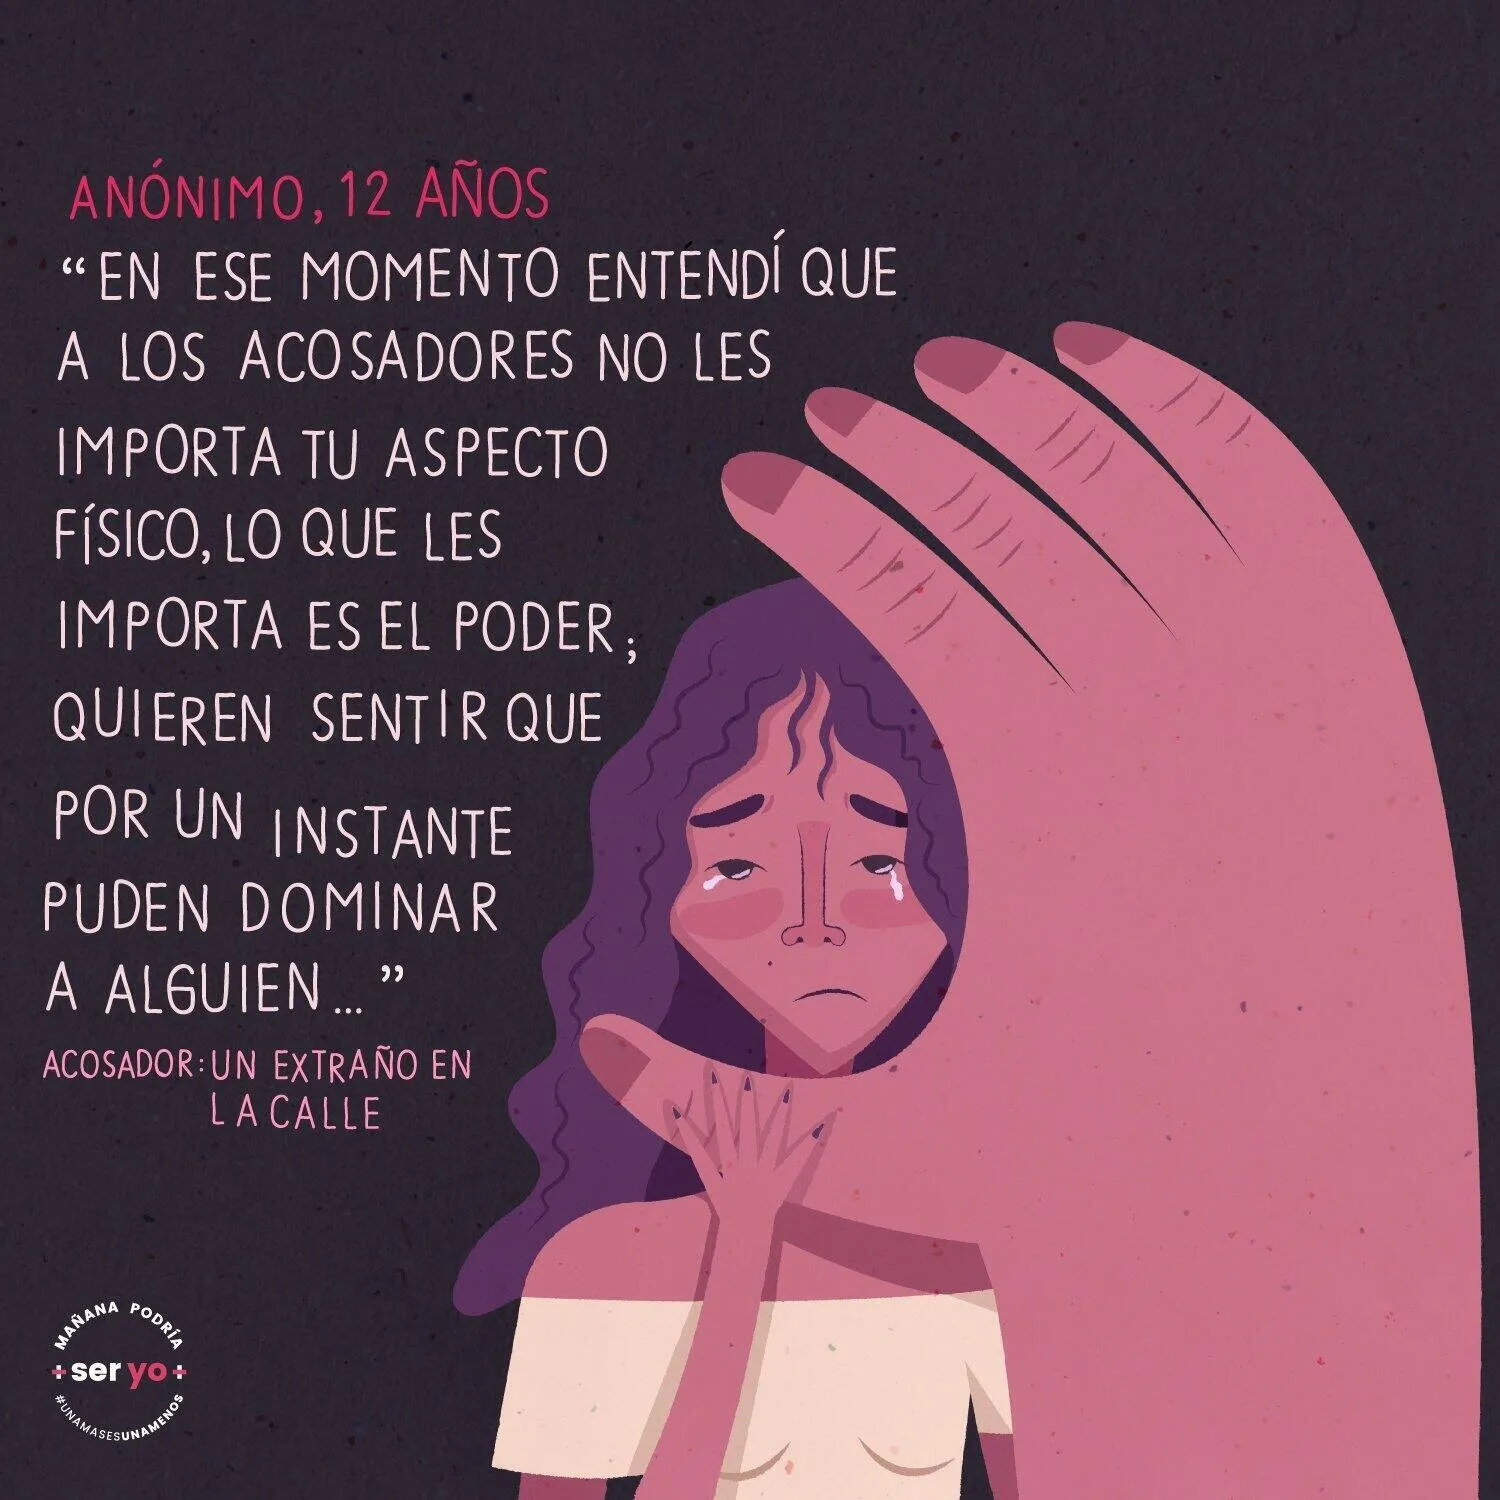 ANÓNIMO, 12 AÑOS
“EN ESE MOMENTO ENTENDÍ QUE
A LOS ACOSADORES NO LES
IMPORTA TU ASPECTO
FÍSICO, LO QUE LES
IMPORTA ES EL PODER;
QUIEREN SENTIR QUE
POR UN INSTANTE
PUDEN DOMINAR
A ALGUIEN...”
ACOSADOR: UN EXTRAÑO EN
LA CALLE
MAÑANA PODRÍA
ser yo
#UNAMASESUNAMENOS